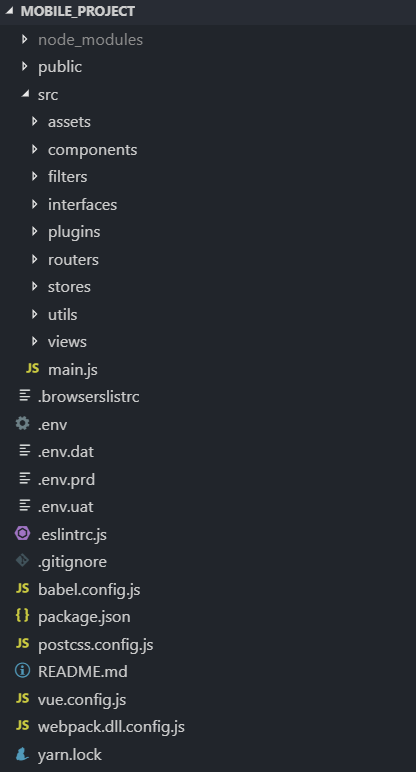 MOBILE_PROJECT
node_modules
public
src
assets
components
filters
interfaces
plugins
routers
stores
utils
views
JS main.js
.browserslistrc
.env
.env.dat
.env.prd
.env.uat
.eslintrc.js
.gitignore
JS babel.config.js
{ } package.json
JS postcss.config.js
README.md
JS vue.config.js
JS webpack.dll.config.js
yarn.lock